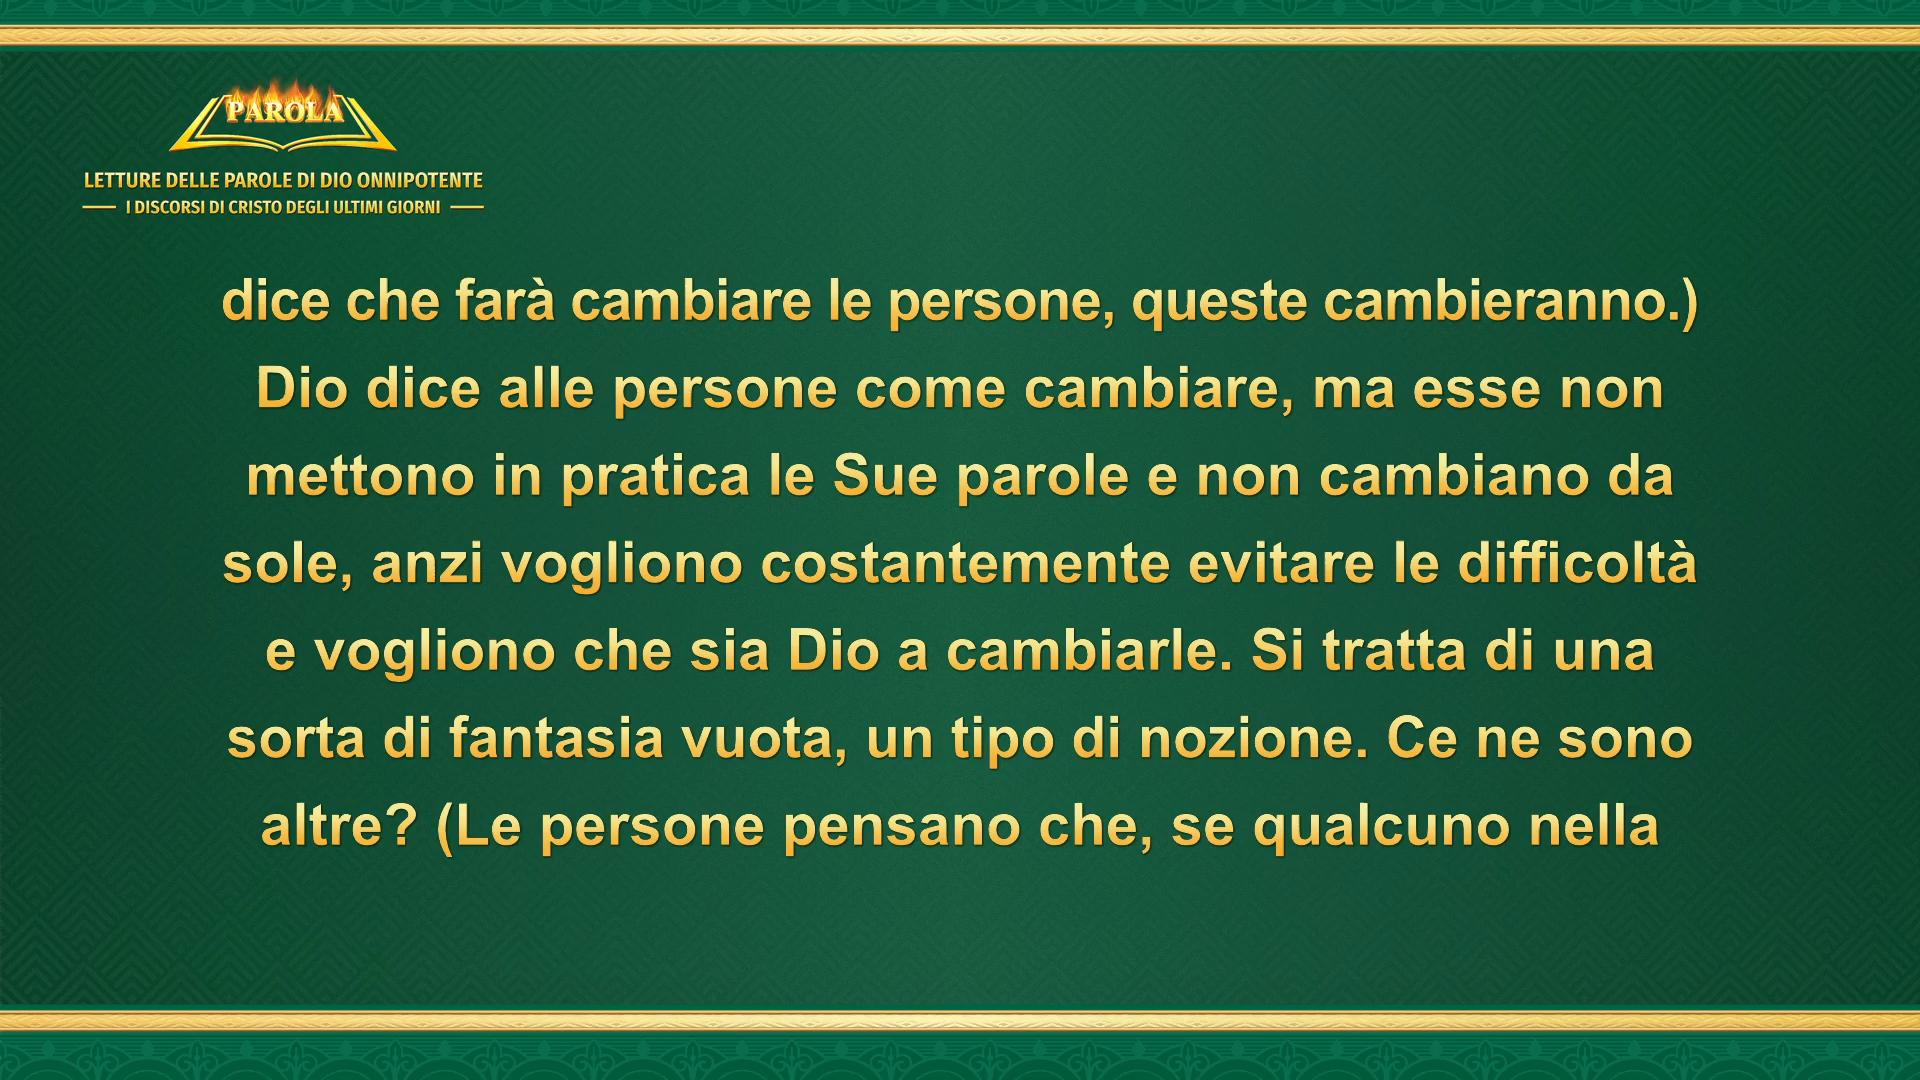 PAROLA
LETTURE DELLE PAROLE DI DIO ONNIPOTENTE
I DISCORSI DI CRISTO DEGLI ULTIMI GIORNI
dice che farà cambiare le persone, queste cambieranno.)
Dio dice alle persone come cambiare, ma esse non
mettono in pratica le Sue parole e non cambiano da
sole, anzi vogliono costantemente evitare le difficoltà
e vogliono che sia Dio a cambiarle. Si tratta di una
sorta di fantasia vuota, un tipo di nozione. Ce ne sono
altre? (Le persone pensano che, se qualcuno nella